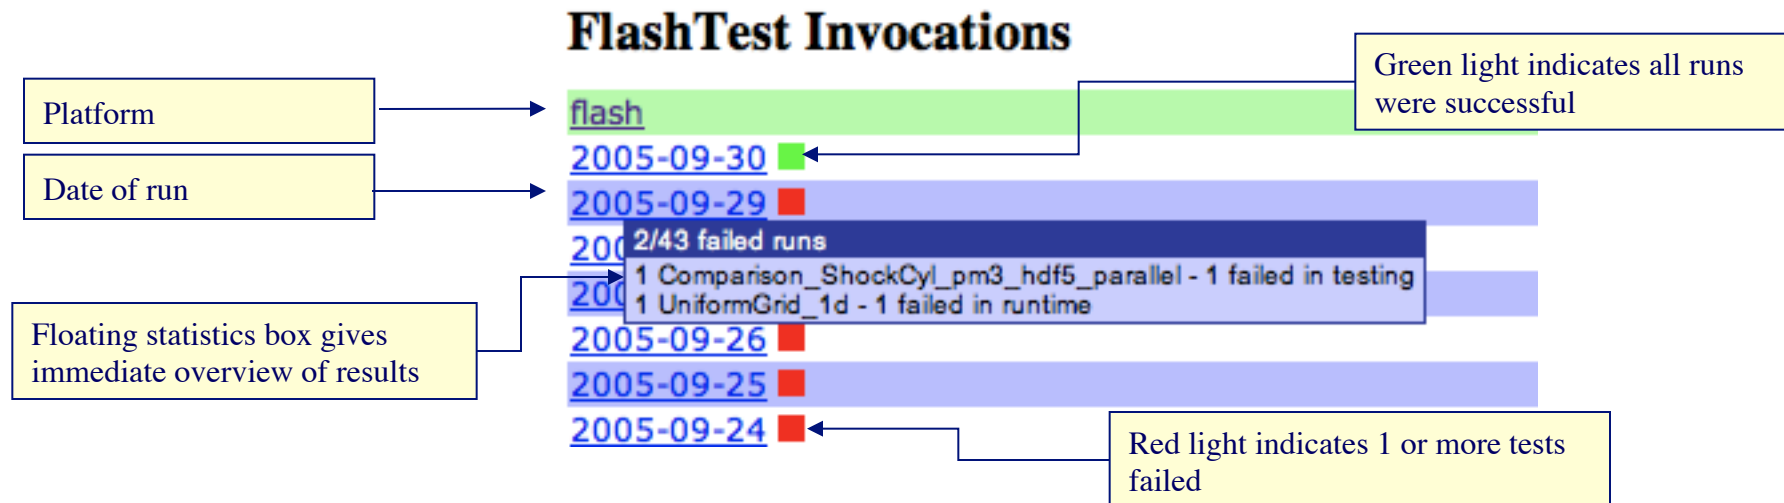 FlashTest Invocations
Green light indicates all runs
were successful
Platform
flash
2005-09-30
Date of run
2005-09-29
2/43 failed runs
200
1 Comparison_ShockCyl_pm3_hdf5_parallel - 1 failed in testing
200
1 UniformGrid_1d - 1 failed in runtime
Floating statistics box gives
immediate overview of results
2005-09-26
2005-09-25
2005-09-24
Red light indicates 1 or more tests
failed